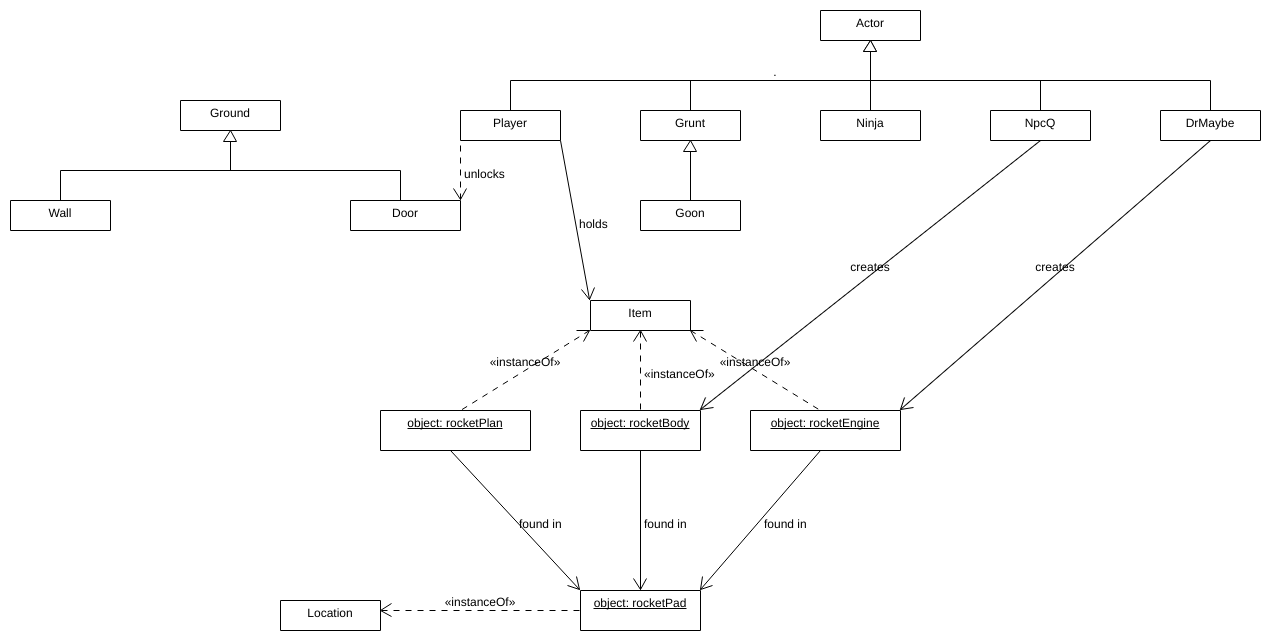 Actor
Ground
Player
Grunt
Ninja
NpcQ
DrMaybe
unlocks
Wall
Door
Goon
holds
creates
creates
Item
«instanceOf»
«instanceOf»
«instanceOf»
object: rocketPlan
object: rocketBody
object: rocketEngine
found in
found in
found in
«instanceOf»
object: rocketPad
Location